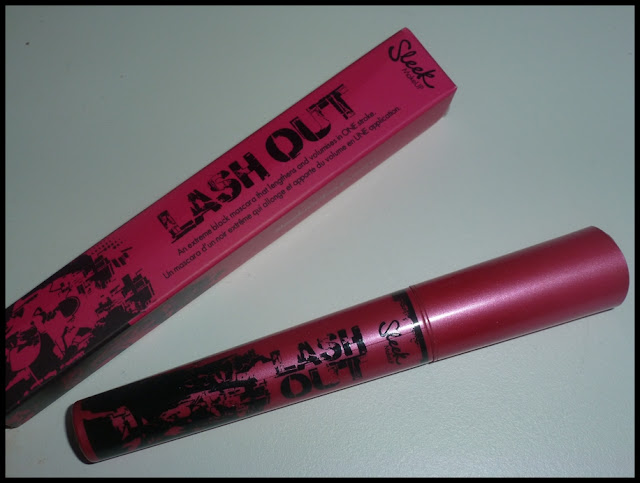 Sleek
MakeUP
LASH OUT
An extreme black mascara that lengthens and volumises in ONE stroke.
Un mascara d'un noir extrême qui allonge et apporte du volume en UNE application.
Sleek
LASH
OUT